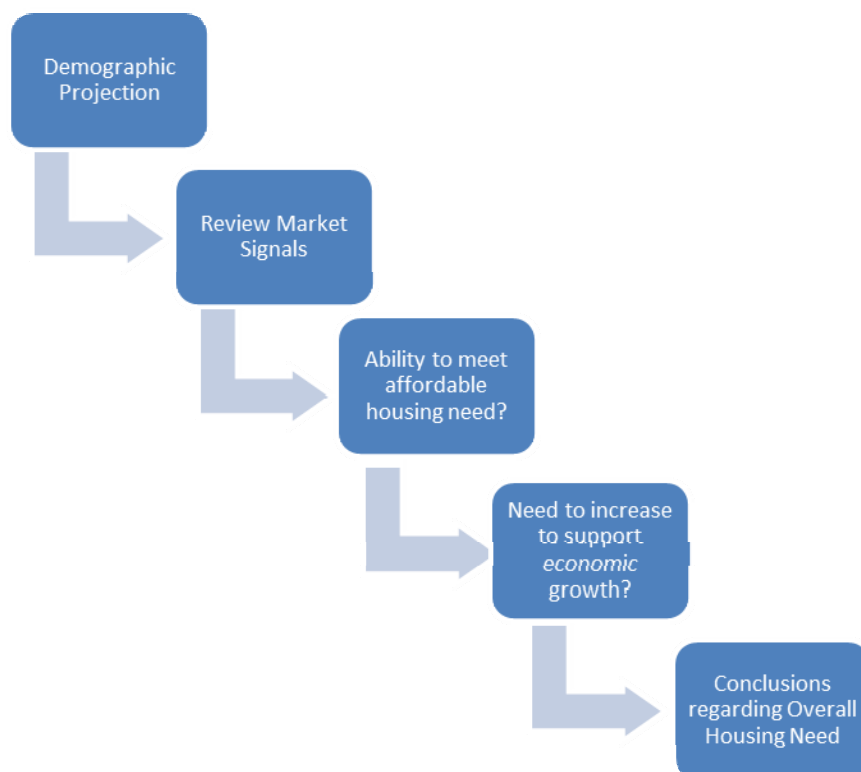 Demographic
Projection
Review Market
Signals
Ability to meet
affordable
housing need?
Need to increase
to support
economic
growth?
Conclusions
regarding Overall
Housing Need